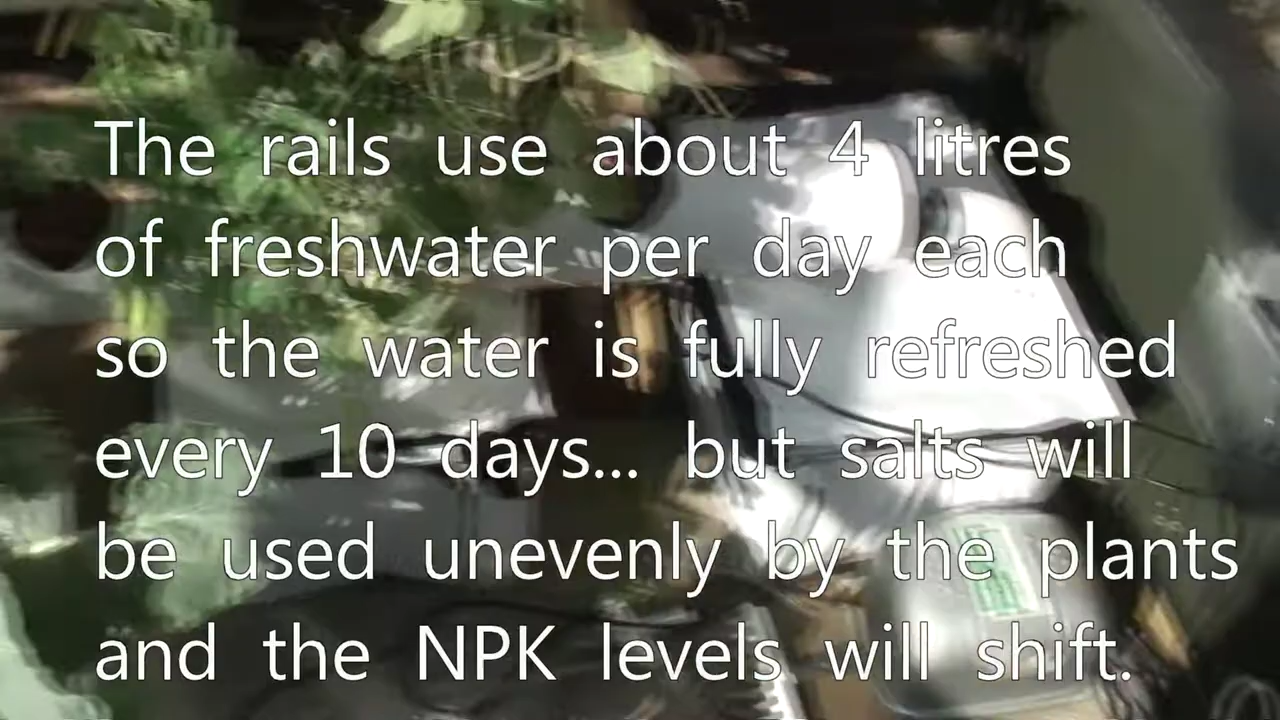 The rails use about 4 litres
of freshwater per day each
so the water is fully refreshed
every 10 days... but salts will
be used unevenly by the plants
and the NPK levels will shift.